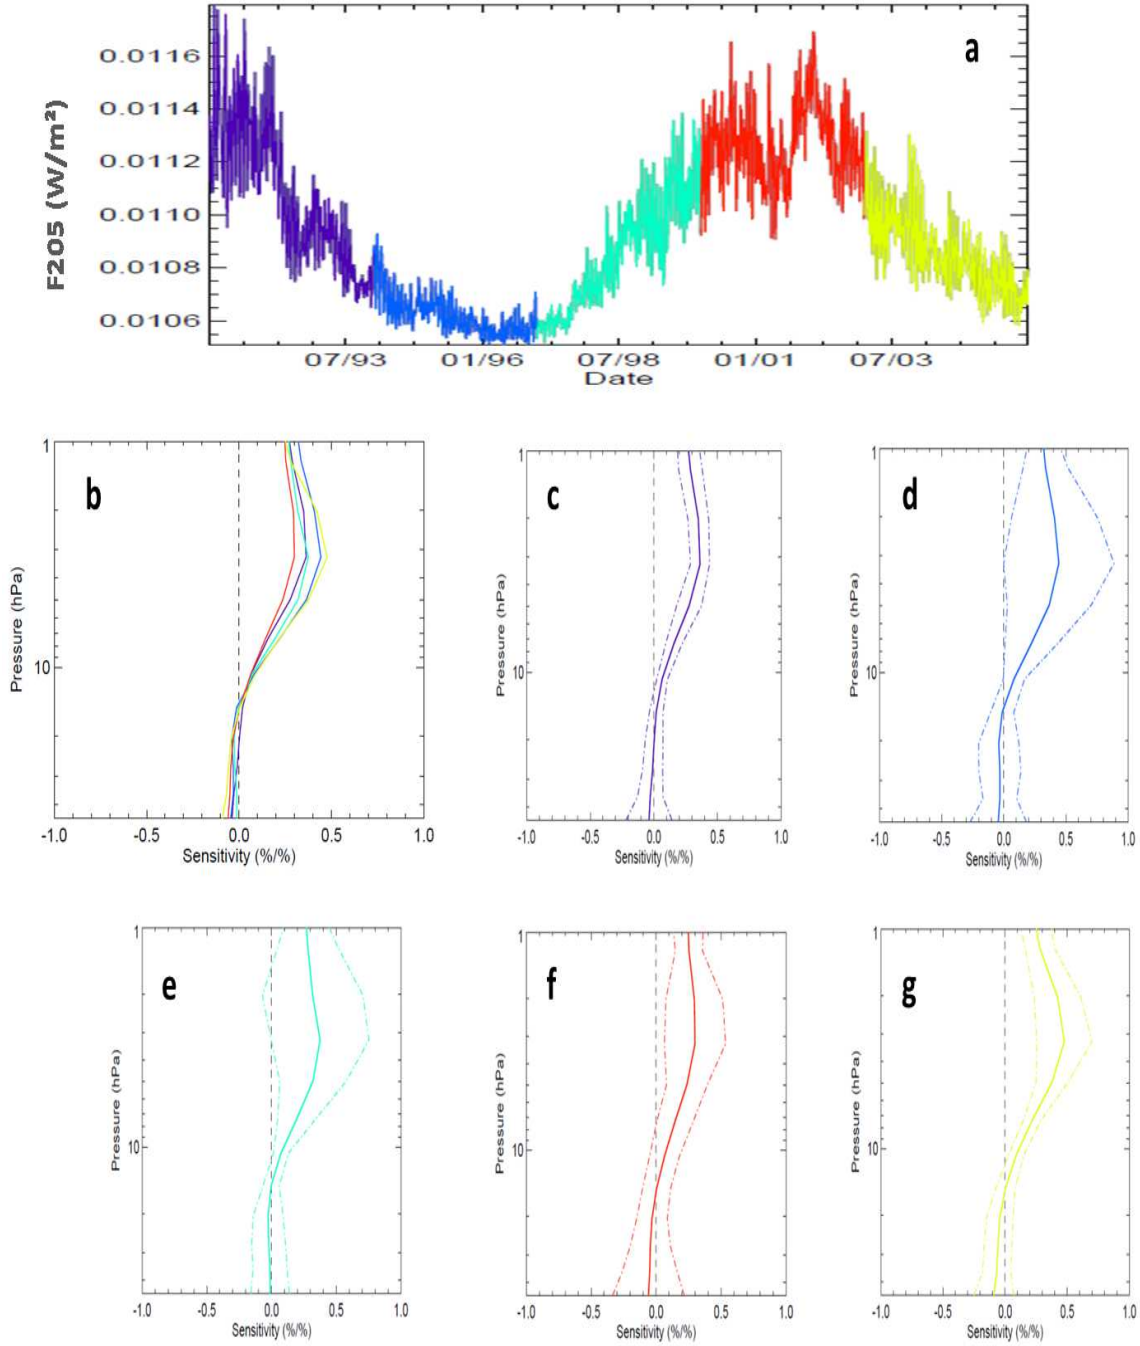 a
F205 (W/m²)
0.0116
0.0114
0.0112
0.0110
0.0108
0.0106
07/93 01/96 07/98 01/01 07/03
Date
b
Pressure (hPa)
1
10
-1.0 -0.5 0.0 0.5 1.0
Sensitivity (%/%)
c
Pressure (hPa)
1
10
-1.0 -0.5 0.0 0.5 1.0
Sensitivity (%/%)
d
Pressure (hPa)
1
10
-1.0 -0.5 0.0 0.5 1.0
Sensitivity (%/%)
e
Pressure (hPa)
1
10
-1.0 -0.5 0.0 0.5 1.0
Sensitivity (%/%)
f
Pressure (hPa)
1
10
-1.0 -0.5 0.0 0.5 1.0
Sensitivity (%/%)
g
Pressure (hPa)
1
10
-1.0 -0.5 0.0 0.5 1.0
Sensitivity (%/%)